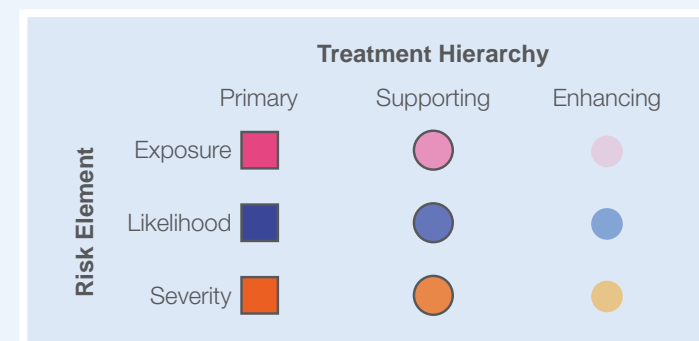 Treatment Hierarchy
Primary Supporting Enhancing
Risk Element
Exposure
Likelihood
Severity